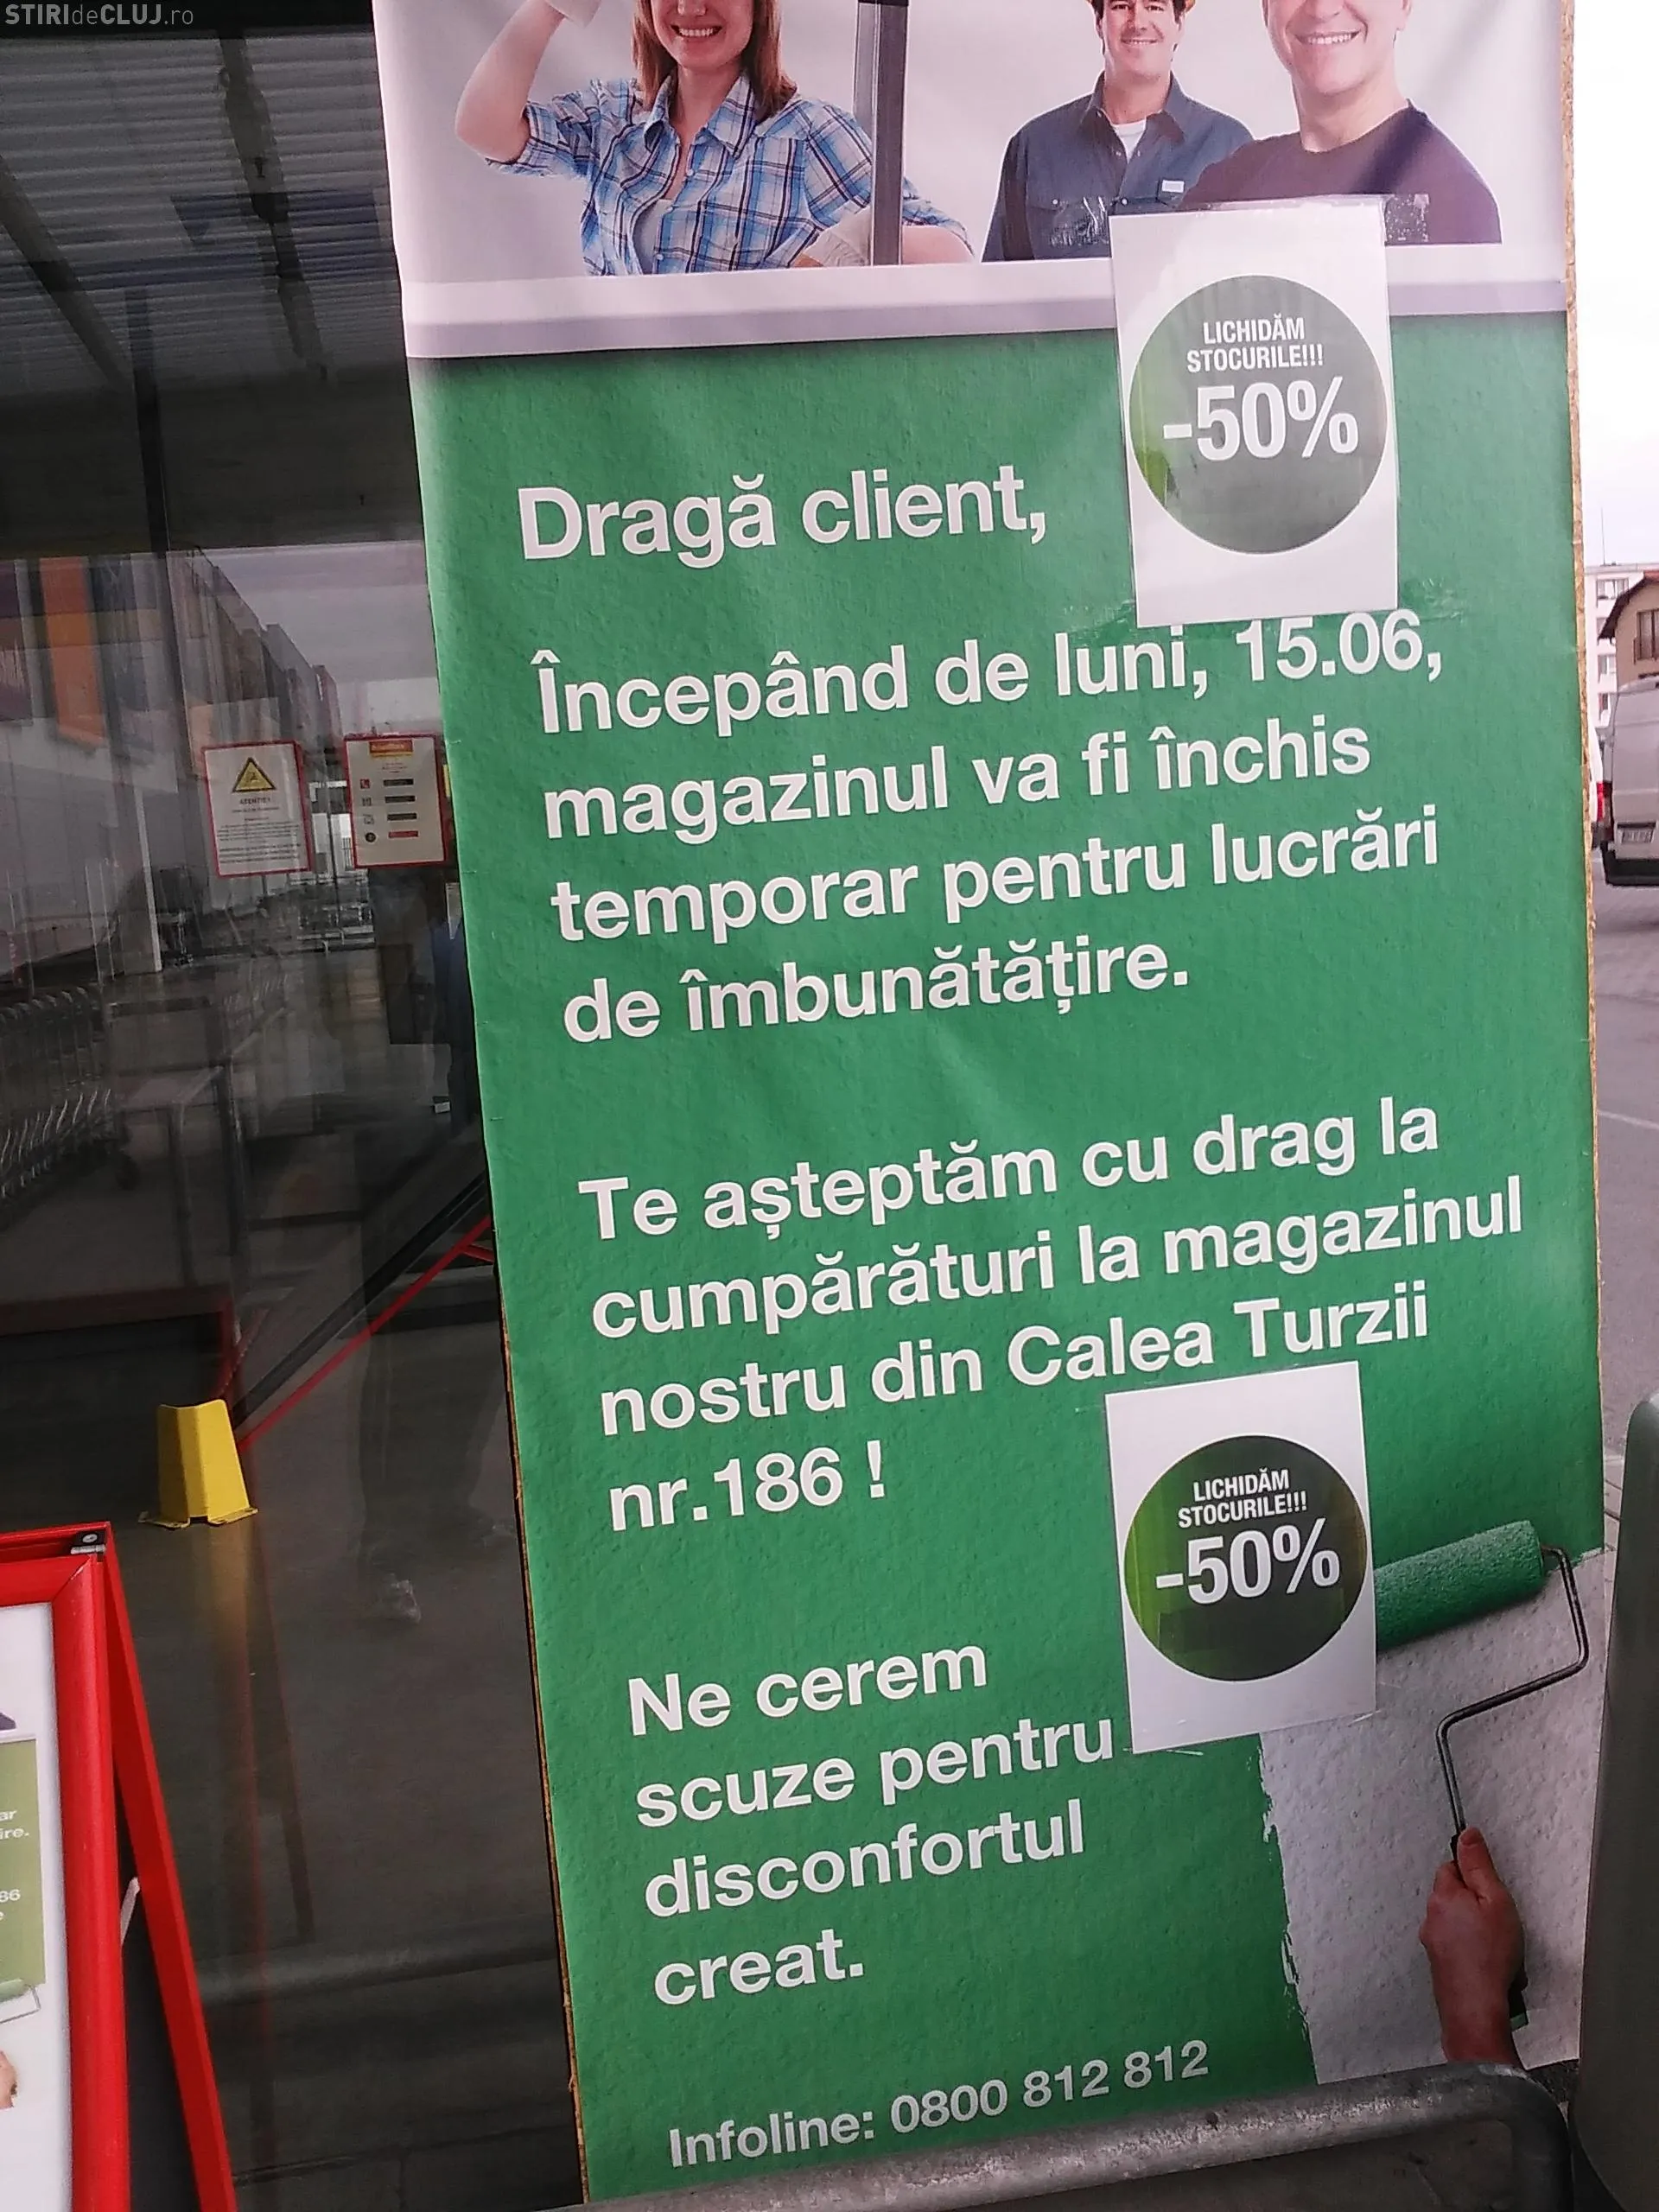 STIRIdeCLUJ.ro
LICHIDĂM
STOCURILE!!!
-50%
Dragă client,
Începând de luni, 15.06,
magazinul va fi închis
temporar pentru lucrări
de îmbunătățire.
Te așteptăm cu drag la
cumpărături la magazinul
nostru din Calea Turzii
nr.186 !
LICHIDĂM
STOCURILE!!!
-50%
Ne cerem
scuze pentru
disconfortul
creat.
Infoline: 0800 812 812